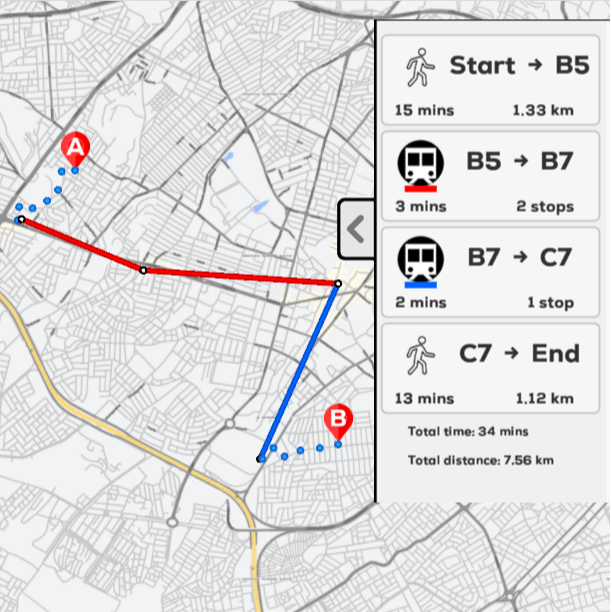 A
B
Start → B5
15 mins 1.33 km
B5 → B7
3 mins 2 stops
B7 → C7
2 mins 1 stop
C7 → End
13 mins 1.12 km
Total time: 34 mins
Total distance: 7.56 km